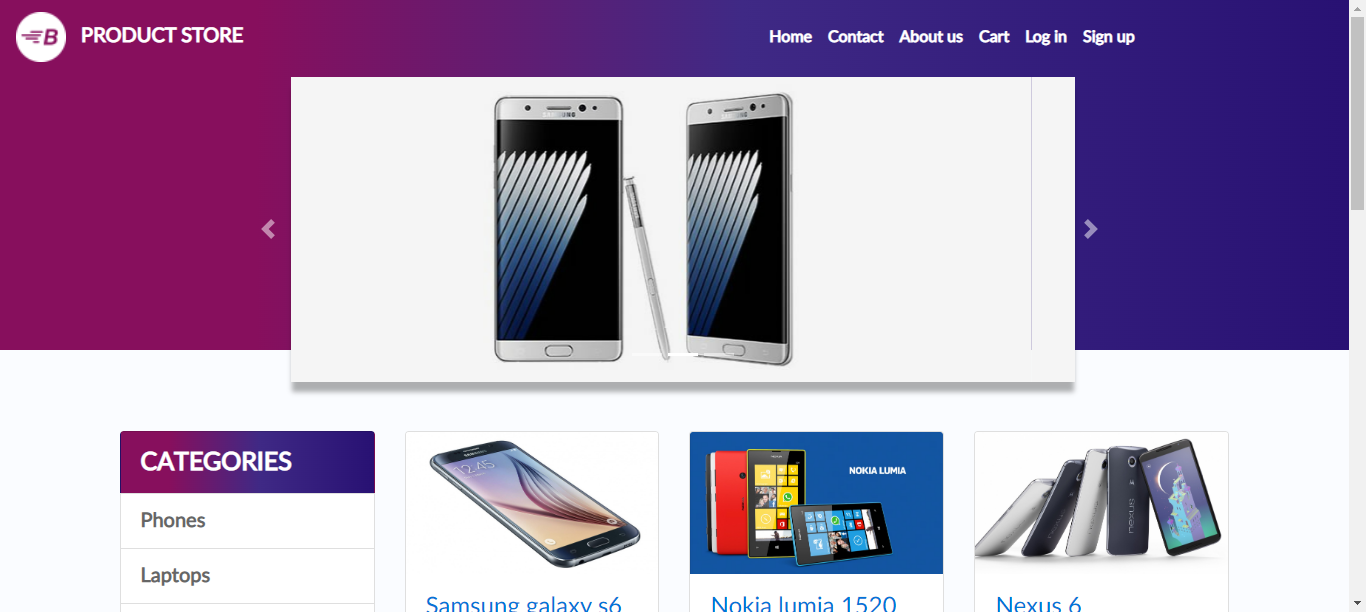 B PRODUCT STORE
Home Contact About us Cart Log in Sign up
SAMSUNG
SAMSUNG
CATEGORIES
Phones
Laptops
SAMSUNG
12:45
NOKIA LUMIA
nexus
Samsung galaxy s6
Nokia lumia 1520
Nexus 6